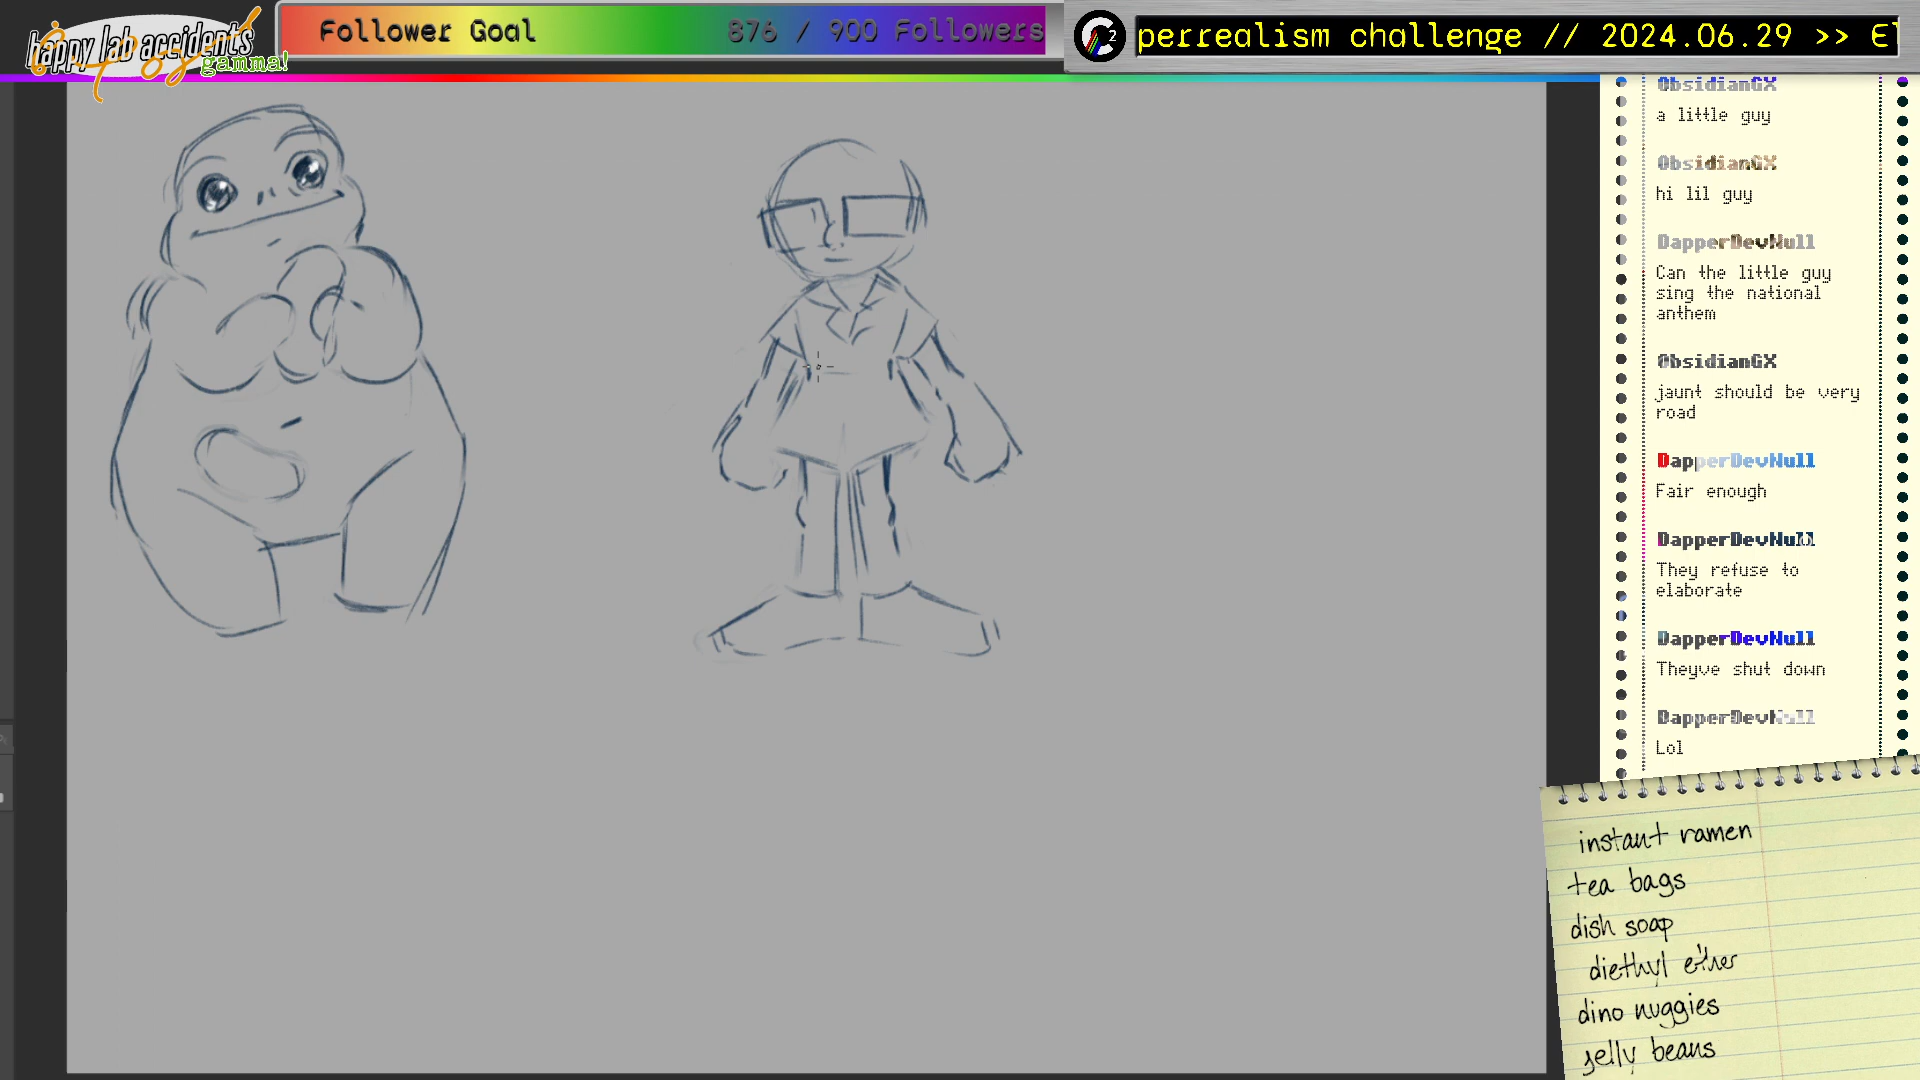 happy lab accidents
gamma!
Follower Goal
876 / 900 Followers
perrealism challenge // 2024.06.29 >> El
ObsidianGX
a little guy
ObsidianGX
hi lil guy
DapperDevNull
Can the little guy
sing the national
anthem
ObsidianGX
jaunt should be very
road
DapperDevNull
Fair enough
DapperDevNull
They refuse to
elaborate
DapperDevNull
Theyve shut down
DapperDevNull
Lol
instant ramen
tea bags
dish soap
diethyl ether
dino nuggies
jelly beans